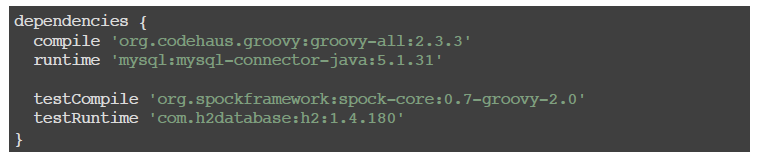 dependencies {
  compile 'org.codehaus.groovy:groovy-all:2.3.3'
  runtime 'mysql:mysql-connector-java:5.1.31'

  testCompile 'org.spockframework:spock-core:0.7-groovy-2.0'
  testRuntime 'com.h2database:h2:1.4.180'
}